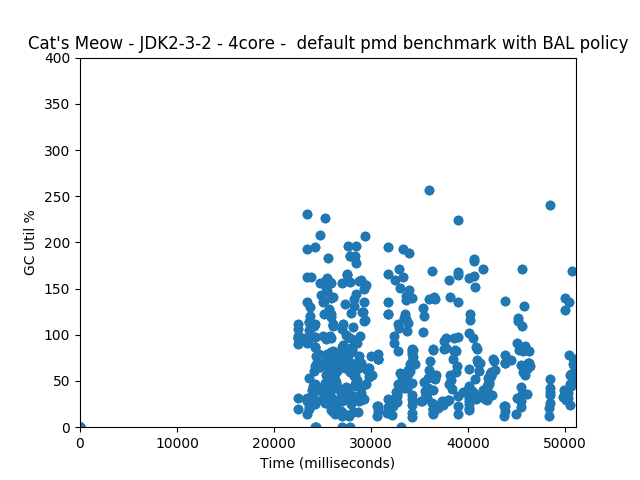 Cat's Meow - JDK2-3-2 - 4core -  default pmd benchmark with BAL policy
400
350
300
250
200
150
100
50
0
GC Util %
0 10000 20000 30000 40000 50000
Time (milliseconds)